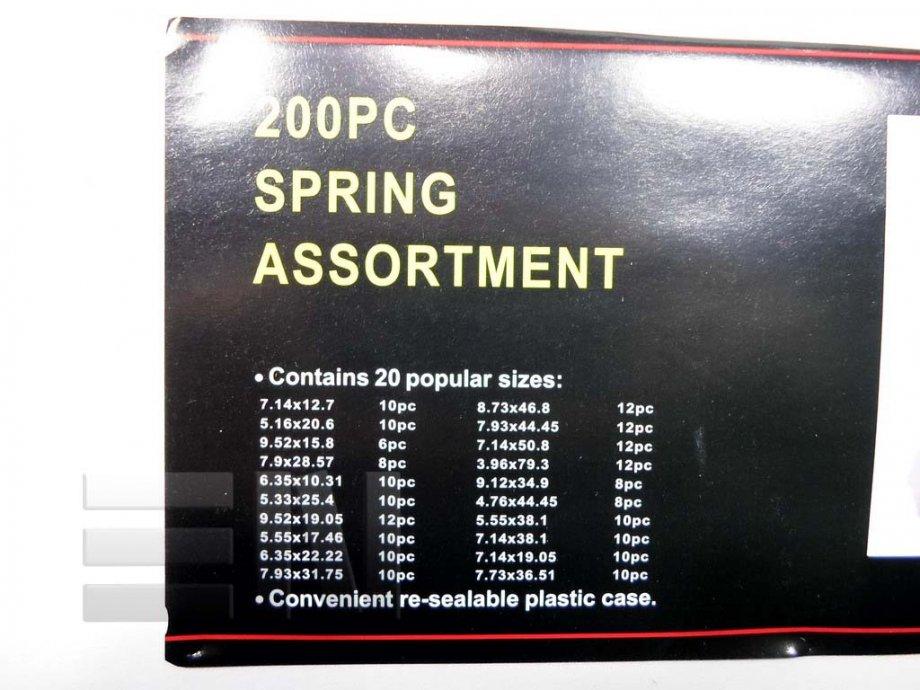 200PC
SPRING
ASSORTMENT
• Contains 20 popular sizes:
7.14x12.7 10pc 8.73x46.8 12pc
5.16x20.6 10pc 7.93x44.45 12pc
9.52x15.8 6pc 7.14x50.8 12pc
7.9x28.57 8pc 3.96x79.3 12pc
6.35x10.31 10pc 9.12x34.9 8pc
5.33x25.4 10pc 4.76x44.45 8pc
9.52x19.05 12pc 5.55x38.1 10pc
5.55x17.46 10pc 7.14x38.1 10pc
6.35x22.22 10pc 7.14x19.05 10pc
7.93x31.75 10pc 7.73x36.51 10pc
• Convenient re-sealable plastic case.
EN